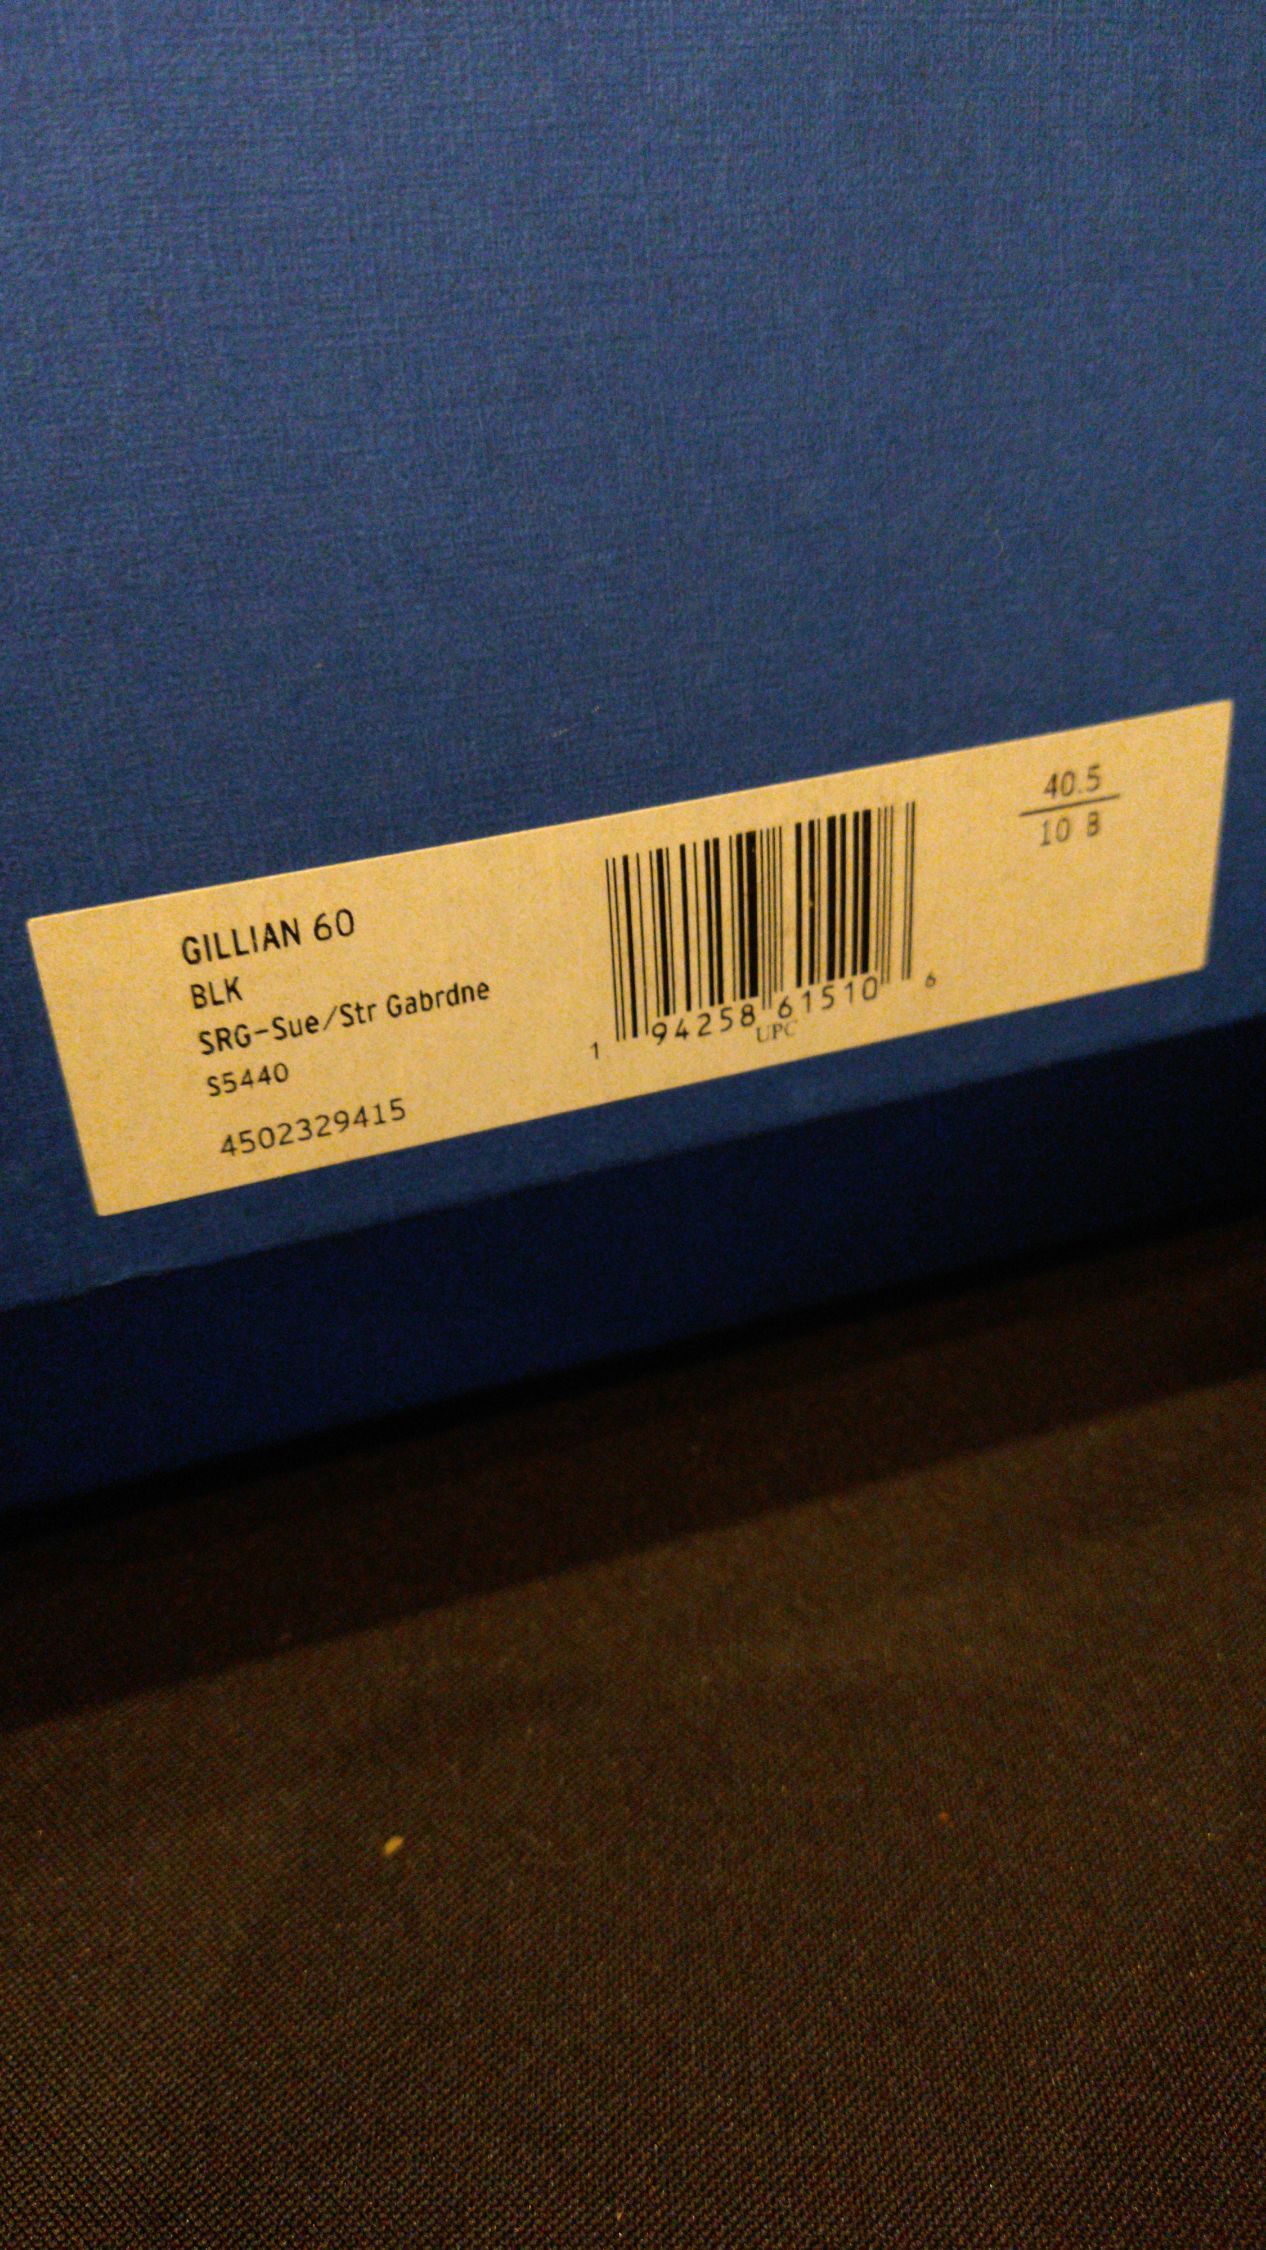 GILLIAN 60
BLK
SRG-Sue/Str Gabrdne
S5440
4502329415
1 94258 61510 6
UPC
40.5
10 B